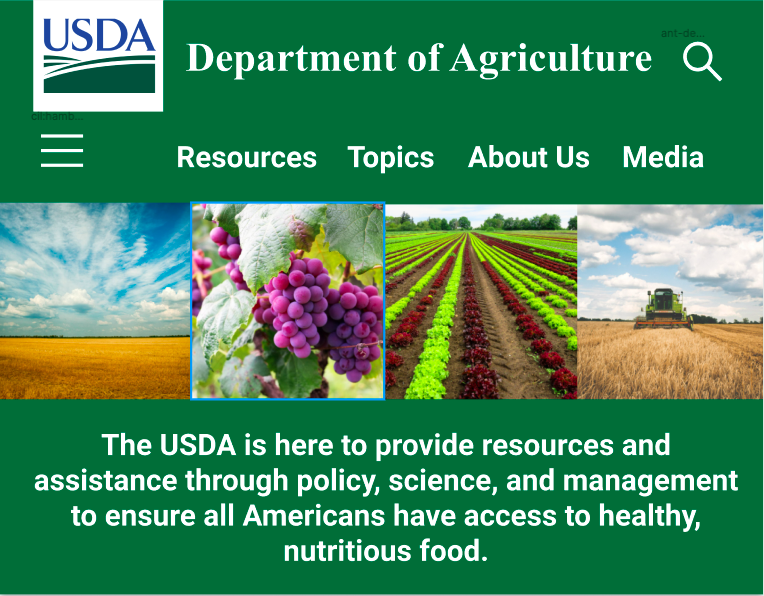 USDA
Department of Agriculture
ant-de...
cil:hamb...
Resources Topics About Us Media
The USDA is here to provide resources and
assistance through policy, science, and management
to ensure all Americans have access to healthy,
nutritious food.